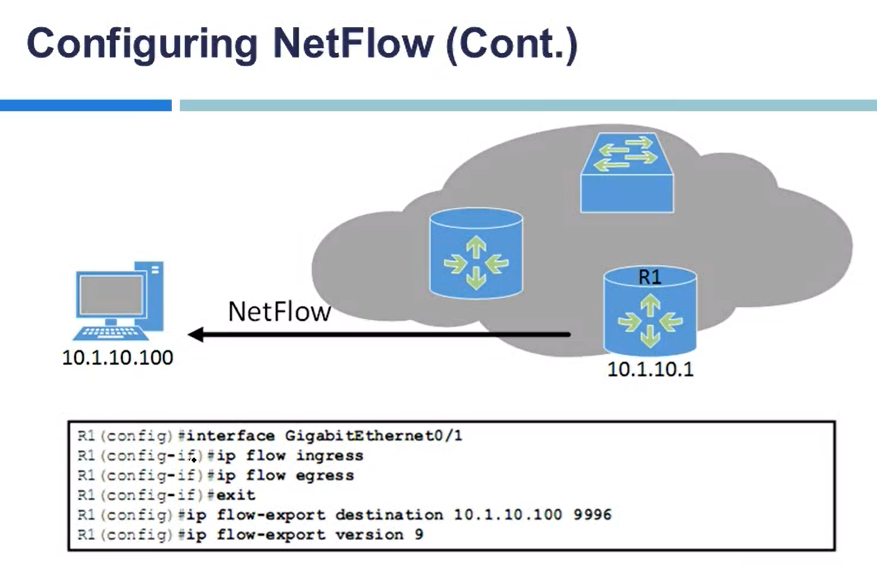 Configuring NetFlow (Cont.)
R1
NetFlow
10.1.10.100
10.1.10.1
R1(config)#interface GigabitEthernet0/1
R1(config-if)#ip flow ingress
R1(config-if)#ip flow egress
R1(config-if)#exit
R1(config)#ip flow-export destination 10.1.10.100 9996
R1(config)#ip flow-export version 9